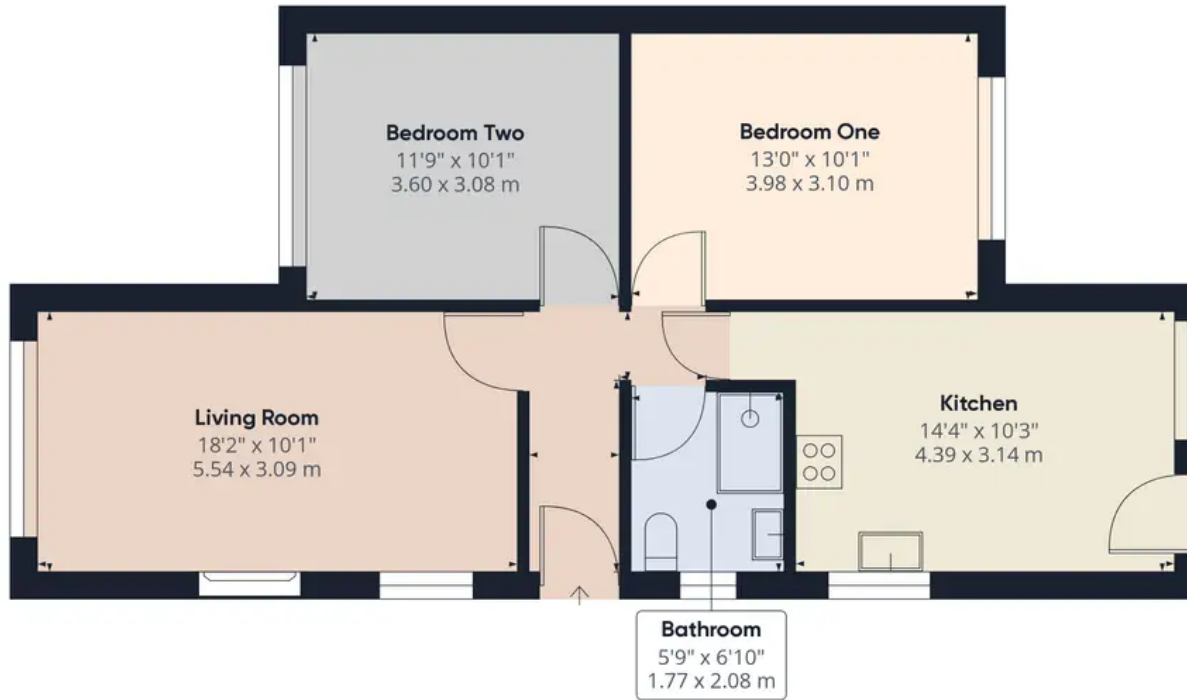 Bedroom Two
11'9" x 10'1"
3.60 x 3.08 m
Bedroom One
13'0" x 10'1"
3.98 x 3.10 m
Living Room
18'2" x 10'1"
5.54 x 3.09 m
Kitchen
14'4" x 10'3"
4.39 x 3.14 m
Bathroom
5'9" x 6'10"
1.77 x 2.08 m